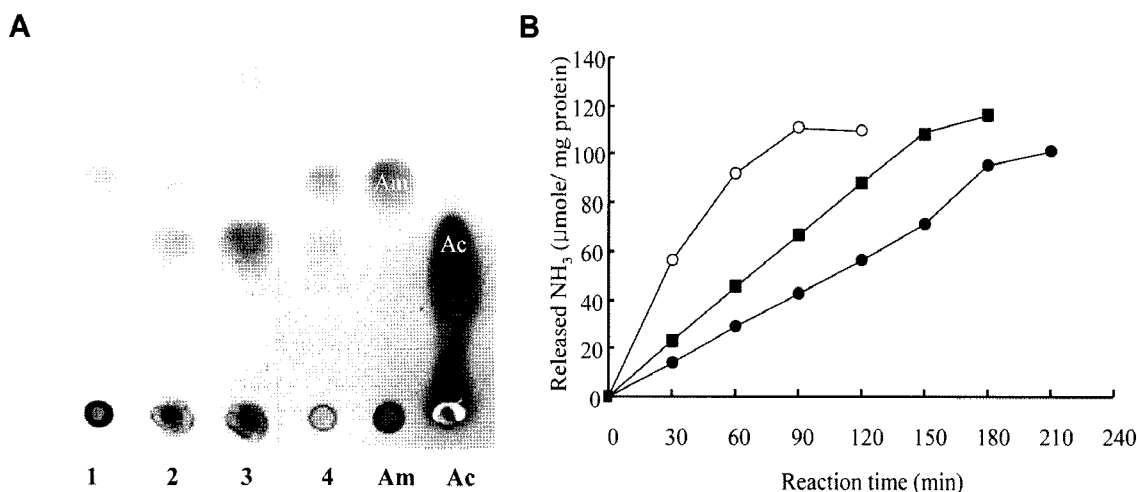 A
B
Am
Ac
1 2 3 4 Am Ac
Released NH3 (μmole/ mg protein)
140
120
100
80
60
40
20
0
0 30 60 90 120 150 180 210 240
Reaction time (min)